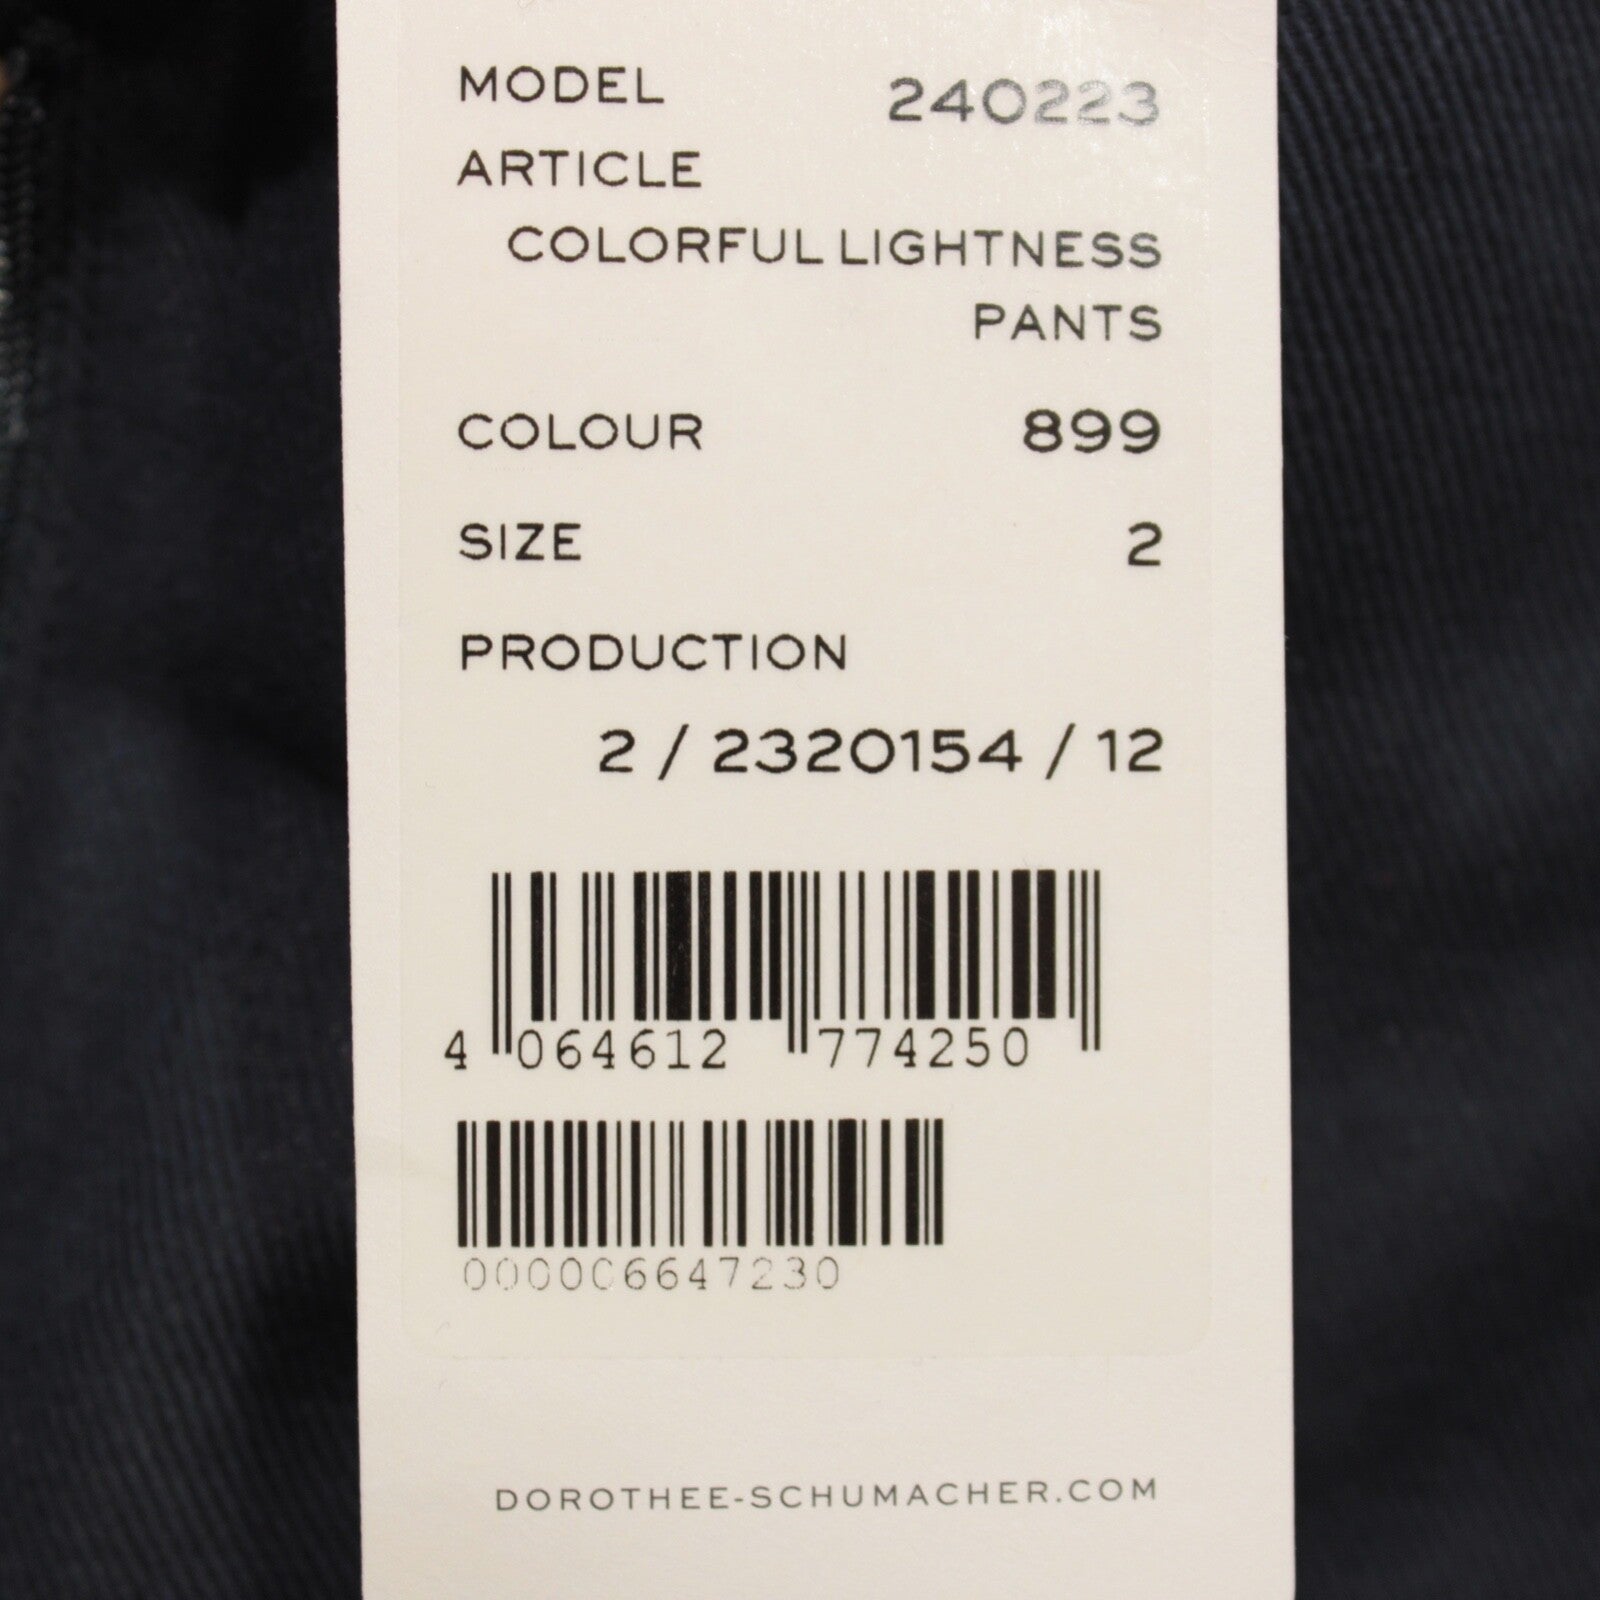 MODEL 240223
ARTICLE
COLORFUL LIGHTNESS
PANTS
COLOUR 899
SIZE 2
PRODUCTION
2 / 2320154 / 12
4 064612 774250
000006647230
DOROTHEE-SCHUMACHER.COM